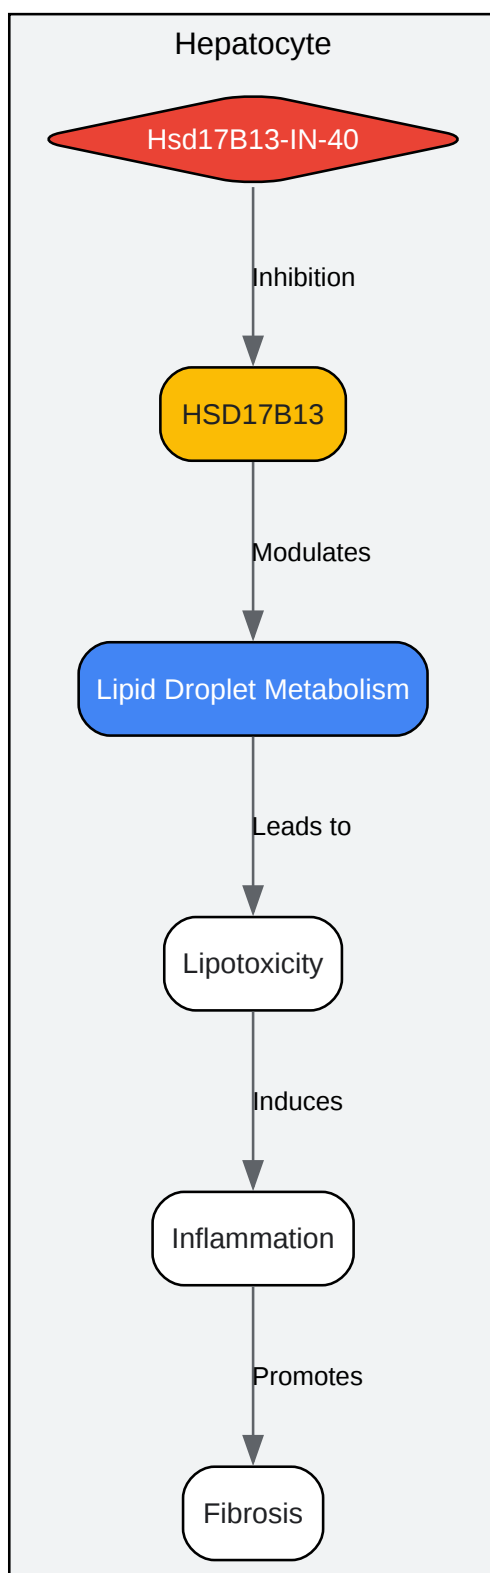 Hepatocyte
Hsd17B13-IN-40
Inhibition
HSD17B13
Modulates
Lipid Droplet Metabolism
Leads to
Lipotoxicity
Induces
Inflammation
Promotes
Fibrosis